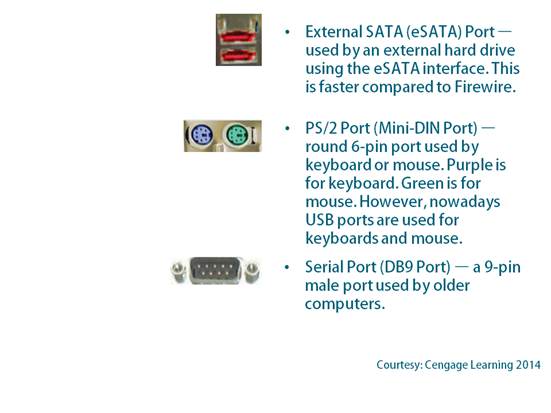 • External SATA (eSATA) Port —
used by an external hard drive
using the eSATA interface. This
is faster compared to Firewire.
• PS/2 Port (Mini-DIN Port) —
round 6-pin port used by
keyboard or mouse. Purple is
for keyboard. Green is for
mouse. However, nowadays
USB ports are used for
keyboards and mouse.
• Serial Port (DB9 Port) — a 9-pin
male port used by older
computers.
Courtesy: Cengage Learning 2014